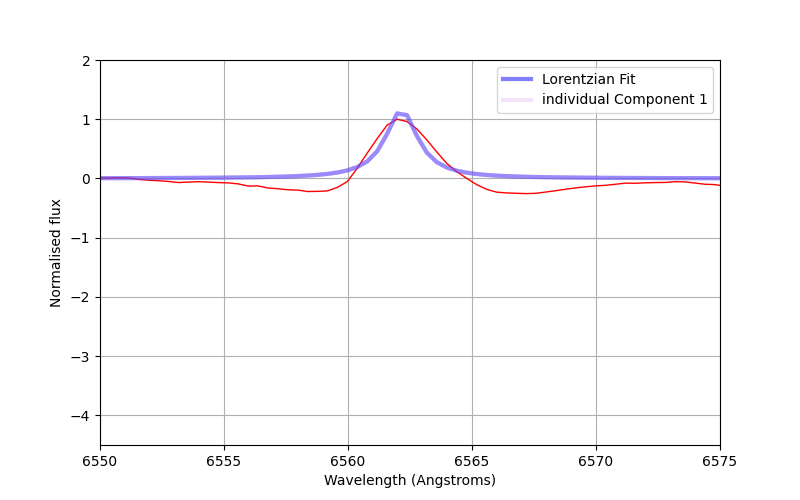 2
1
0
−1
−2
−3
−4
Normalised flux
Lorentzian Fit
individual Component 1
6550 6555 6560 6565 6570 6575
Wavelength (Angstroms)